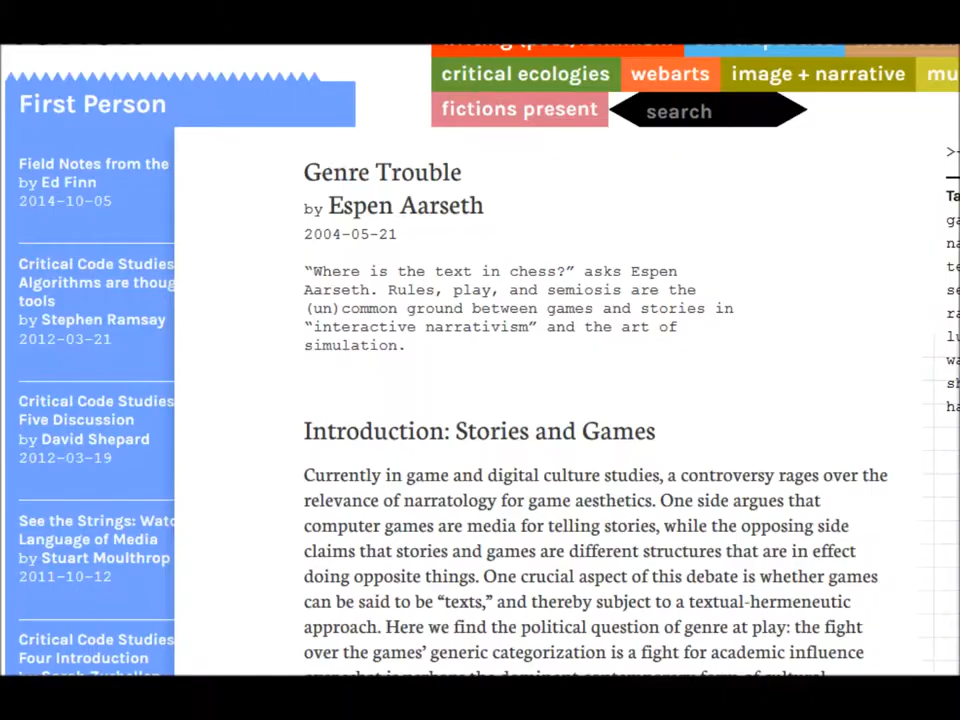 critical ecologies
webarts
image + narrative
fictions present
search
First Person
Field Notes from the
by Ed Finn
2014-10-05
Critical Code Studies
Algorithms are
tools
by Stephen Ramsay
2012-03-21
Critical Code Studies
Five Discussion
by David Shepard
2012-03-19
See the Strings:
Language of Media
by Stuart Moulthrop
2011-10-12
Critical Code Studies
Four Introduction
Genre Trouble
by Espen Aarseth
2004-05-21
“Where is the text in chess?” asks Espen
Aarseth. Rules, play, and semiosis are the
(un)common ground between games and stories in
“interactive narrativism” and the art of
simulation.
Introduction: Stories and Games
Currently in game and digital culture studies, a controversy rages over the
relevance of narratology for game aesthetics. One side argues that
computer games are media for telling stories, while the opposing side
claims that stories and games are different structures that are in effect
doing opposite things. One crucial aspect of this debate is whether games
can be said to be “texts,” and thereby subject to a textual-hermeneutic
approach. Here we find the political question of genre at play: the fight
over the games’ generic categorization is a fight for academic influence